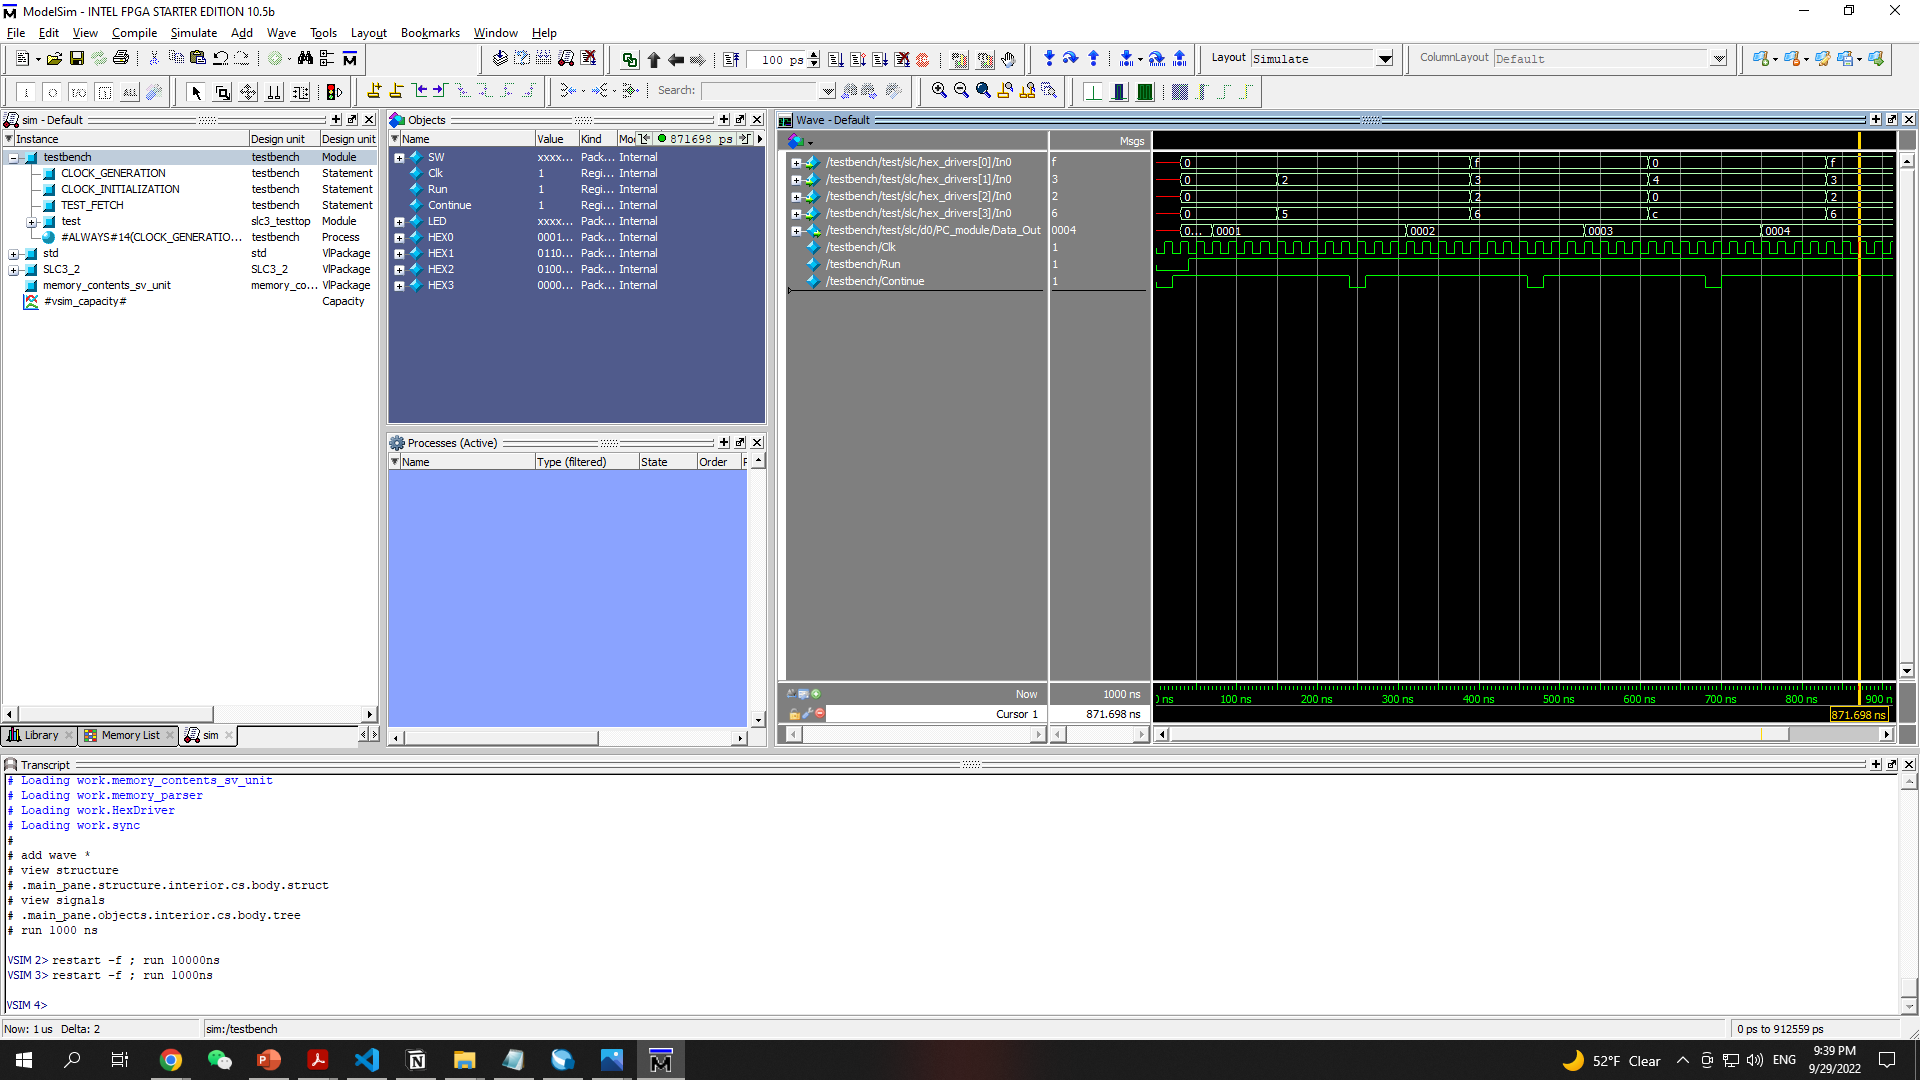 ModelSim - INTEL FPGA STARTER EDITION 10.5b
File Edit View Compile Simulate Add Wave Tools Layout Bookmarks Window Help
100 ps
Layout Simulate
ColumnLayout Default
Search:
sim - Default
Instance Design unit Design unit
testbench testbench Module
CLOCK_GENERATION testbench Statement
CLOCK_INITIALIZATION testbench Statement
TEST_FETCH testbench Statement
test slc3_testtop Module
#ALWAYS#14(CLOCK_GENERATIO... testbench Process
std std VlPackage
SLC3_2 SLC3_2 VlPackage
memory_contents_sv_unit memory_co... VlPackage
#vsim_capacity# Capacity
Library Memory List sim
Objects
Name Value Kind Mo 871698 ps
SW xxxx... Pack... Internal
Clk 1 Regi... Internal
Run 1 Regi... Internal
Continue 1 Regi... Internal
LED xxxx... Pack... Internal
HEX0 0001... Pack... Internal
HEX1 0110... Pack... Internal
HEX2 0100... Pack... Internal
HEX3 0000... Pack... Internal
Processes (Active)
Name Type (filtered) State Order
Wave - Default
Msgs
/testbench/test/slc/hex_drivers[0]/In0 f 0 f 0 f
/testbench/test/slc/hex_drivers[1]/In0 3 0 2 3 4 3
/testbench/test/slc/hex_drivers[2]/In0 2 0 2 0 2
/testbench/test/slc/hex_drivers[3]/In0 6 0 5 6 c 6
/testbench/test/slc/d0/PC_module/Data_Out 0004 0... 0001 0002 0003 0004
/testbench/Clk 1
/testbench/Run 1
/testbench/Continue 1
Now 1000 ns
ns 100 ns 200 ns 300 ns 400 ns 500 ns 600 ns 700 ns 800 ns 900 n
Cursor 1 871.698 ns 871.698 ns
Transcript
# Loading work.memory_contents_sv_unit
# Loading work.memory_parser
# Loading work.HexDriver
# Loading work.sync
#
# add wave *
# view structure
# .main_pane.structure.interior.cs.body.struct
# view signals
# .main_pane.objects.interior.cs.body.tree
# run 1000 ns
VSIM 2> restart -f ; run 10000ns
VSIM 3> restart -f ; run 1000ns
VSIM 4>
Now: 1 us Delta: 2 sim:/testbench 0 ps to 912559 ps
52°F Clear ENG 9:39 PM
9/29/2022